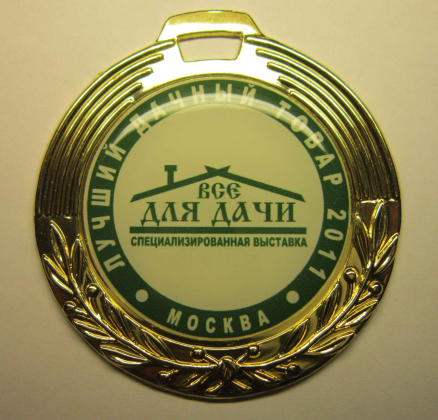 ЛУЧШИЙ ДАЧНЫЙ ТОВАР 2011
ВСЕ
ДЛЯ ДАЧИ
СПЕЦИАЛИЗИРОВАННАЯ ВЫСТАВКА
МОСКВА